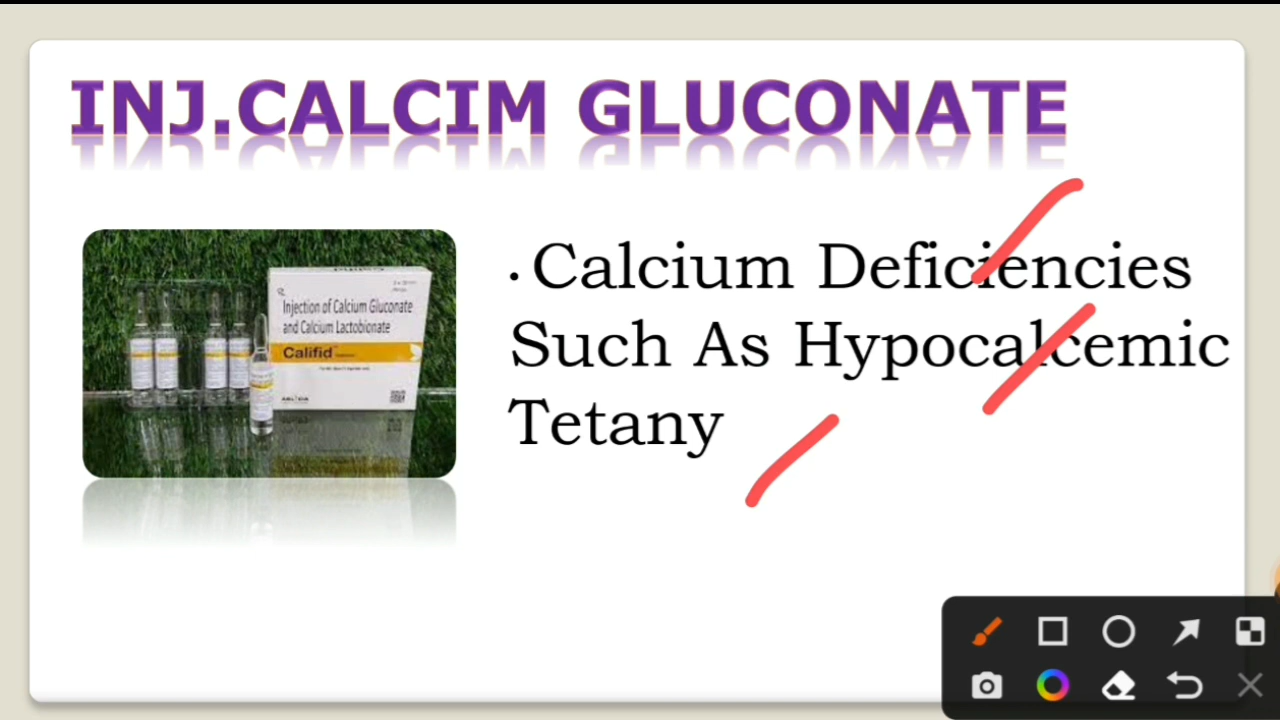 INJ.CALCIM GLUCONATE
· Calcium Deficiencies
Such As Hypocalcemic
Tetany
Injection of Calcium Gluconate
and Calcium Lactobionate
Califid